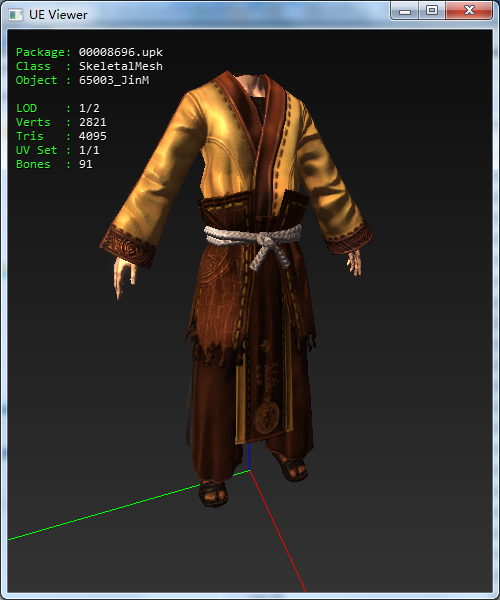 UE Viewer
Package: 00008696.upk
Class : SkeletalMesh
Object : 65003_JinM
LOD : 1/2
Verts : 2821
Tris : 4095
UV Set : 1/1
Bones : 91